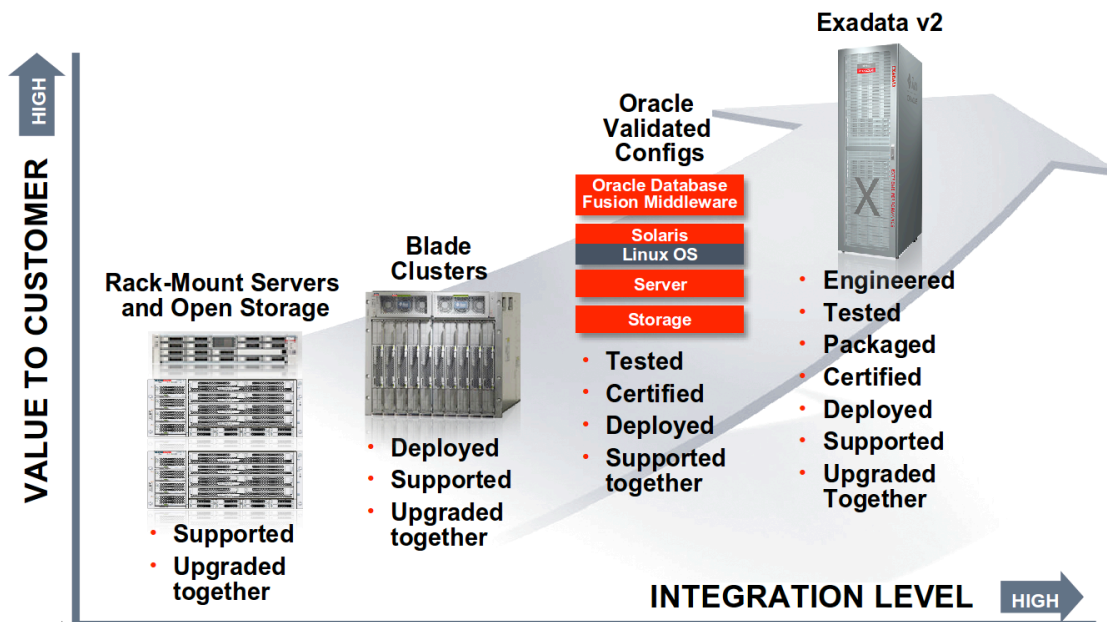 Exadata v2
HIGH
VALUE TO CUSTOMER
Oracle
Validated
Configs
Oracle Database
Fusion Middleware
Solaris
Linux OS
Server
Storage
Blade
Clusters
Rack-Mount Servers
and Open Storage
X
• Supported
• Upgraded
together
• Deployed
• Supported
• Upgraded
together
• Tested
• Certified
• Deployed
• Supported
together
• Engineered
• Tested
• Packaged
• Certified
• Deployed
• Supported
• Upgraded
Together
INTEGRATION LEVEL
HIGH